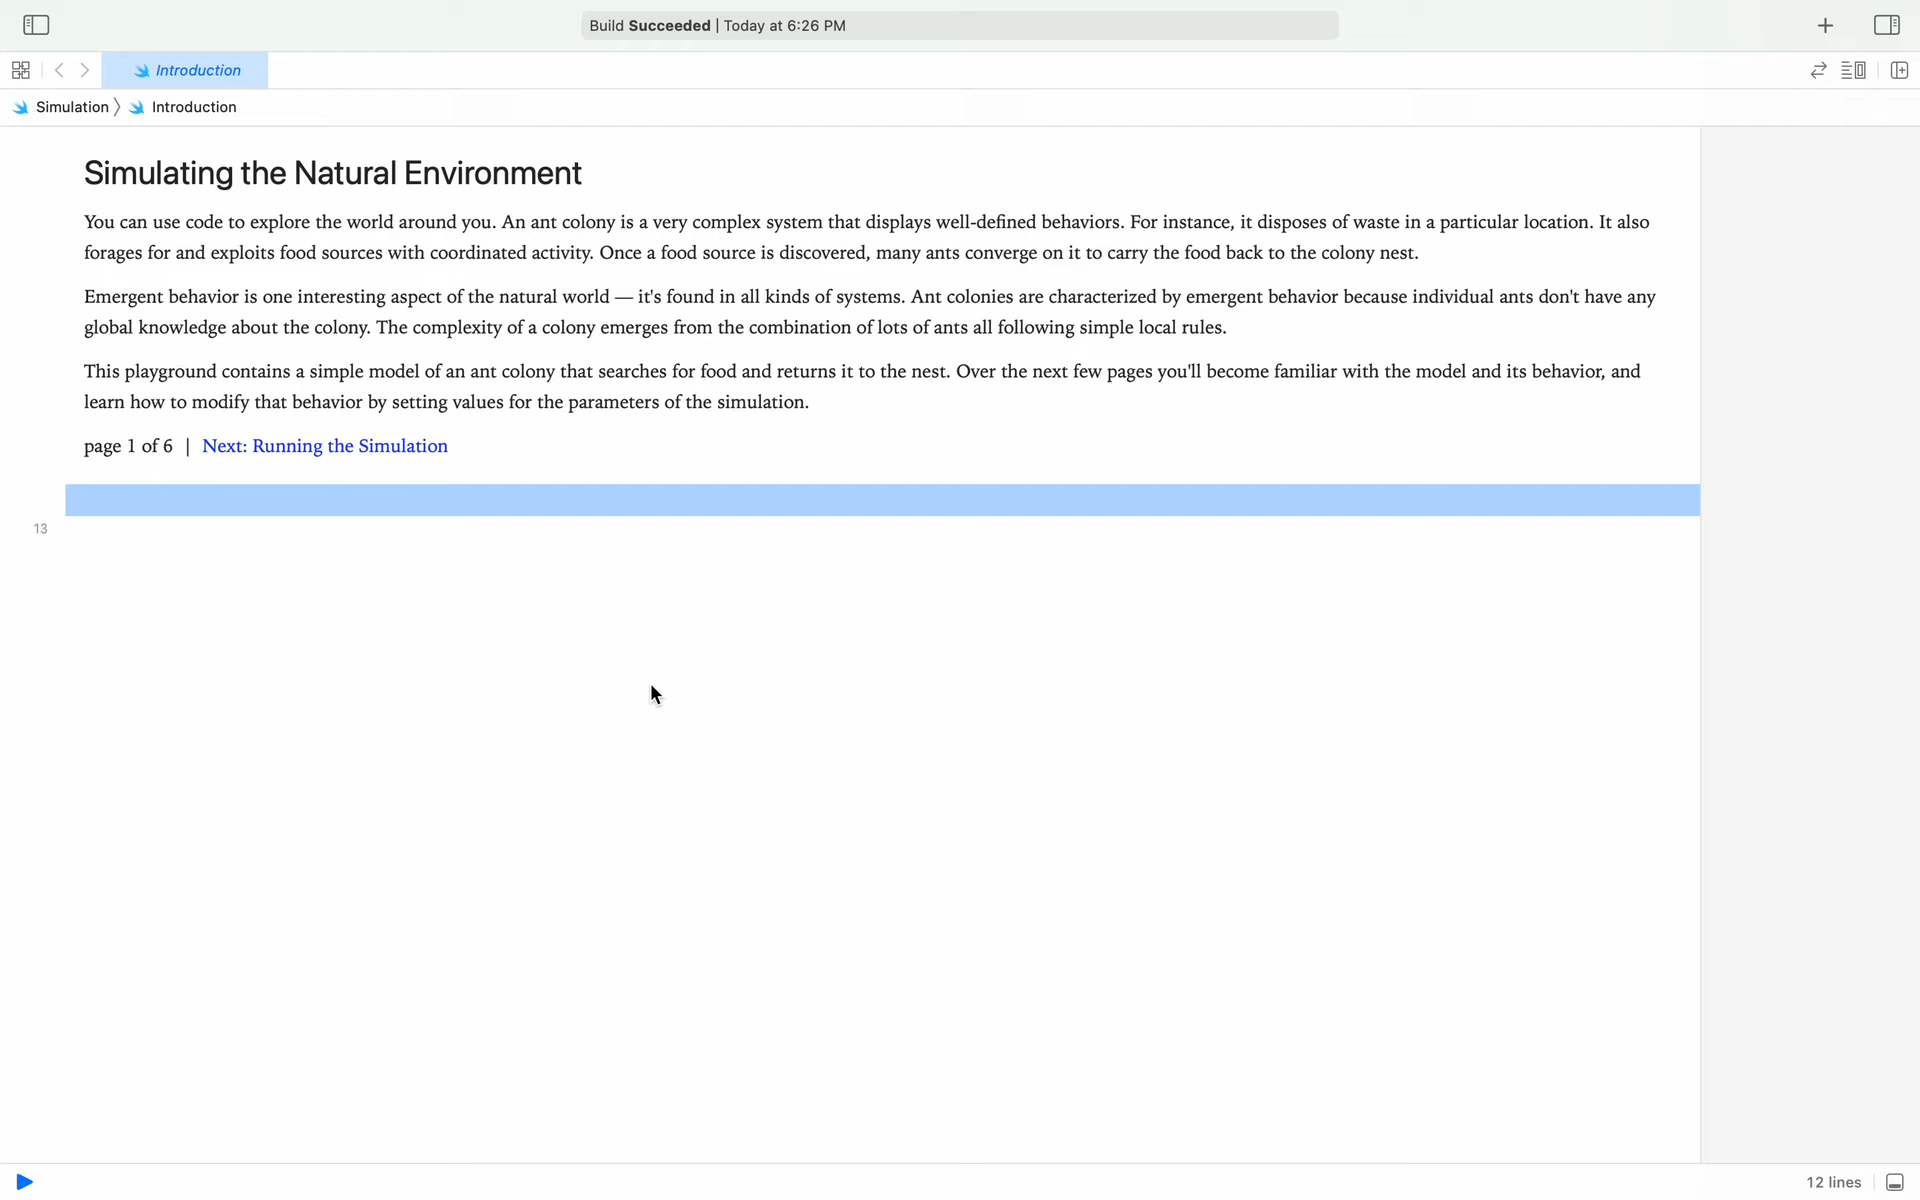 Build Succeeded | Today at 6:26 PM
Introduction
Simulation 〉 Introduction
Simulating the Natural Environment
You can use code to explore the world around you. An ant colony is a very complex system that displays well-defined behaviors. For instance, it disposes of waste in a particular location. It also
forages for and exploits food sources with coordinated activity. Once a food source is discovered, many ants converge on it to carry the food back to the colony nest.
Emergent behavior is one interesting aspect of the natural world — it's found in all kinds of systems. Ant colonies are characterized by emergent behavior because individual ants don't have any
global knowledge about the colony. The complexity of a colony emerges from the combination of lots of ants all following simple local rules.
This playground contains a simple model of an ant colony that searches for food and returns it to the nest. Over the next few pages you'll become familiar with the model and its behavior, and
learn how to modify that behavior by setting values for the parameters of the simulation.
page 1 of 6 | Next: Running the Simulation
13
12 lines